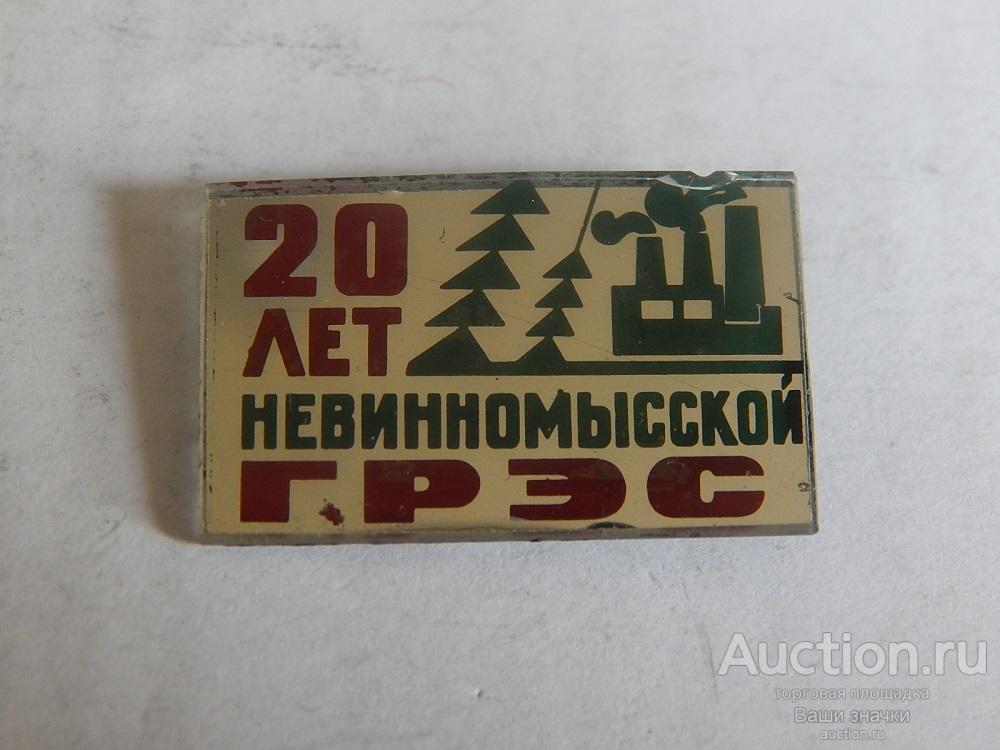 20
ЛЕТ
НЕВИННОМЫССКОЙ
ГРЭС
Auction.ru
торговая площадка
Ваши значки
auction.ru